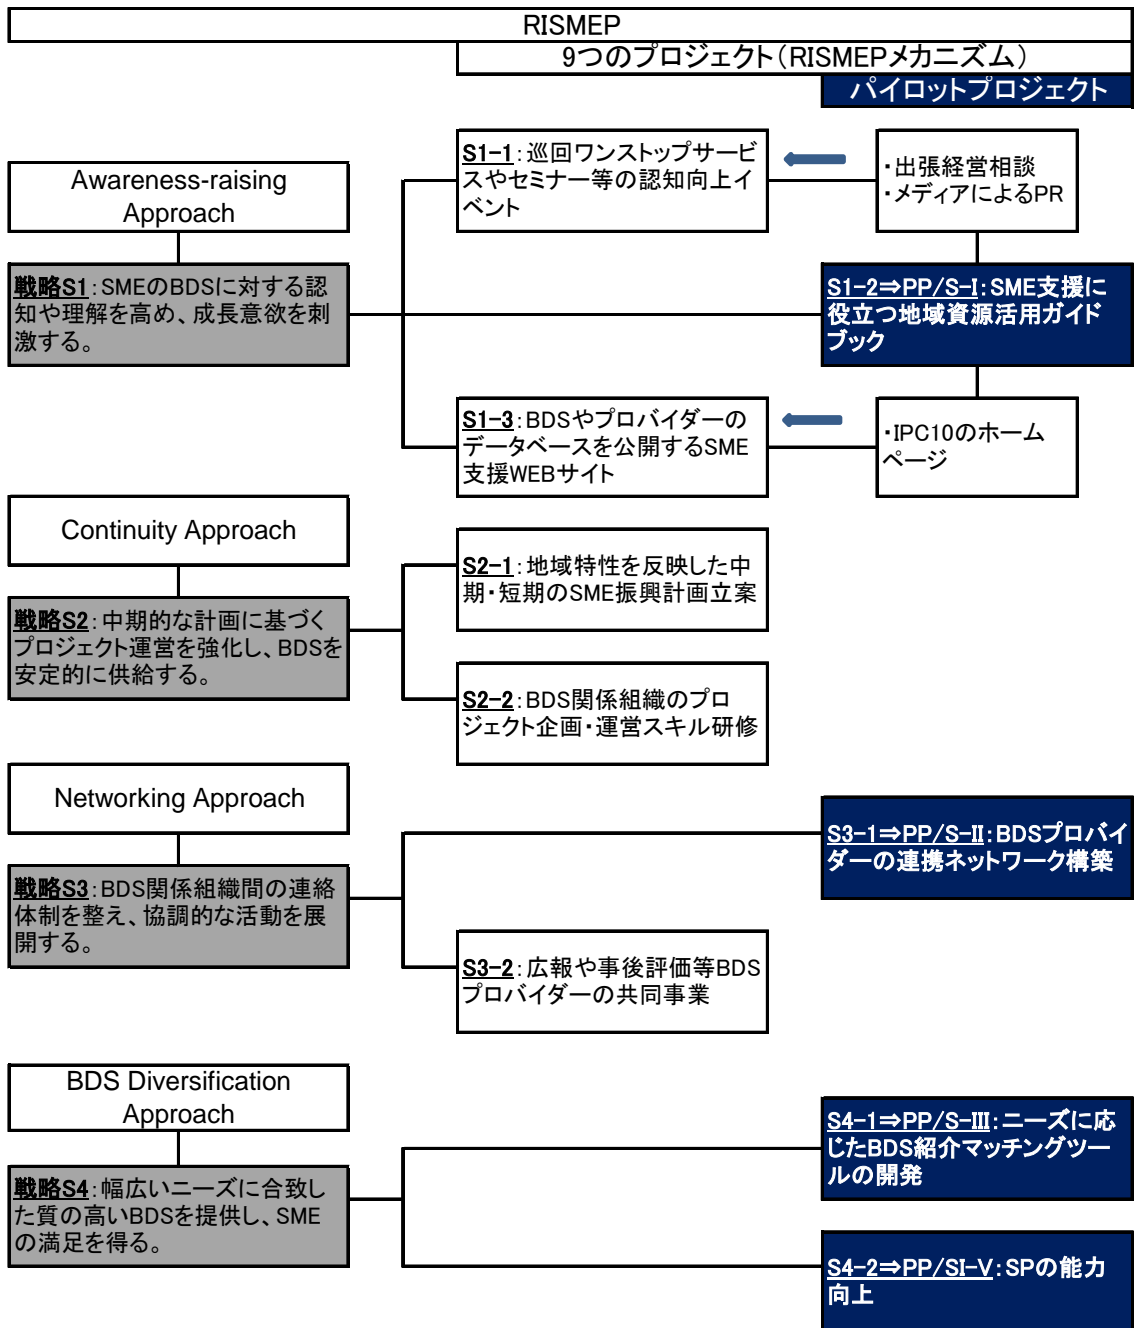 RISMEP
9つのプロジェクト（RISMEPメカニズム）
パイロットプロジェクト
Awareness-raising
Approach
戦略S1：SMEのBDSに対する認
知や理解を高め、成長意欲を刺
激する。
S1-1：巡回ワンストップサービ
スやセミナー等の認知向上イ
ベント
・出張経営相談
・メディアによるPR
S1-2⇒PP/S-I：SME支援に
役立つ地域資源活用ガイド
ブック
S1-3：BDSやプロバイダーの
データベースを公開するSME
支援WEBサイト
・IPC10のホーム
ページ
Continuity Approach
戦略S2：中期的な計画に基づく
プロジェクト運営を強化し、BDSを
安定的に供給する。
S2-1：地域特性を反映した中
期・短期のSME振興計画立案
S2-2：BDS関係組織のプロ
ジェクト企画・運営スキル研修
Networking Approach
戦略S3：BDS関係組織間の連絡
体制を整え、協調的な活動を展
開する。
S3-1⇒PP/S-II：BDSプロバイ
ダーの連携ネットワーク構築
S3-2：広報や事後評価等BDS
プロバイダーの共同事業
BDS Diversification
Approach
戦略S4：幅広いニーズに合致し
た質の高いBDSを提供し、SME
の満足を得る。
S4-1⇒PP/S-III：ニーズに応
じたBDS紹介マッチングツー
ルの開発
S4-2⇒PP/SI-V：SPの能力
向上